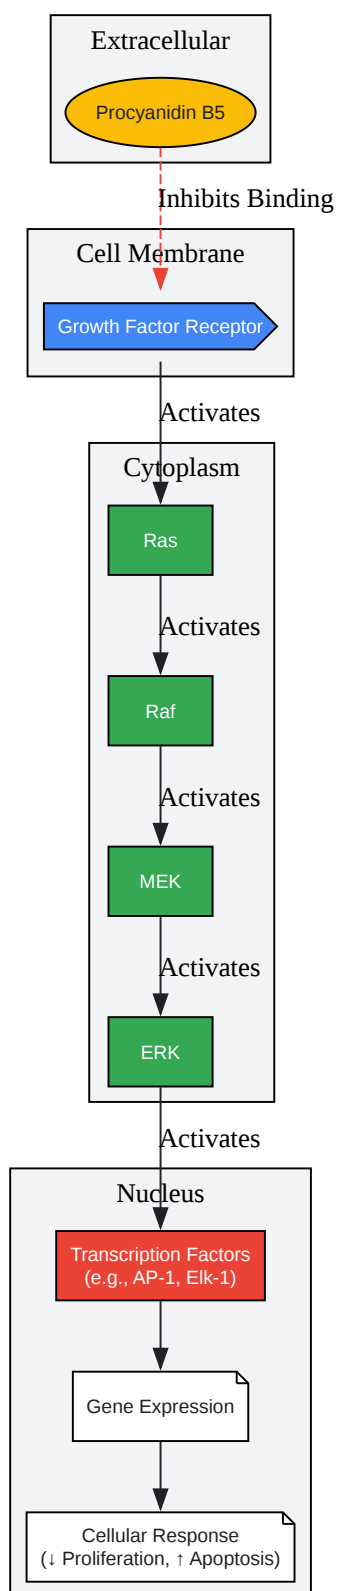 Extracellular
Procyanidin B5
Inhibits Binding
Cell Membrane
Growth Factor Receptor
Activates
Cytoplasm
Ras
Activates
Raf
Activates
MEK
Activates
ERK
Activates
Nucleus
Transcription Factors
(e.g., AP-1, Elk-1)
Gene Expression
Cellular Response
(↓ Proliferation, ↑ Apoptosis)